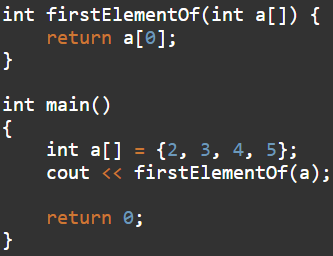 int firstElementOf(int a[]) {
    return a[0];
}

int main()
{
    int a[] = {2, 3, 4, 5};
    cout << firstElementOf(a);

    return 0;
}